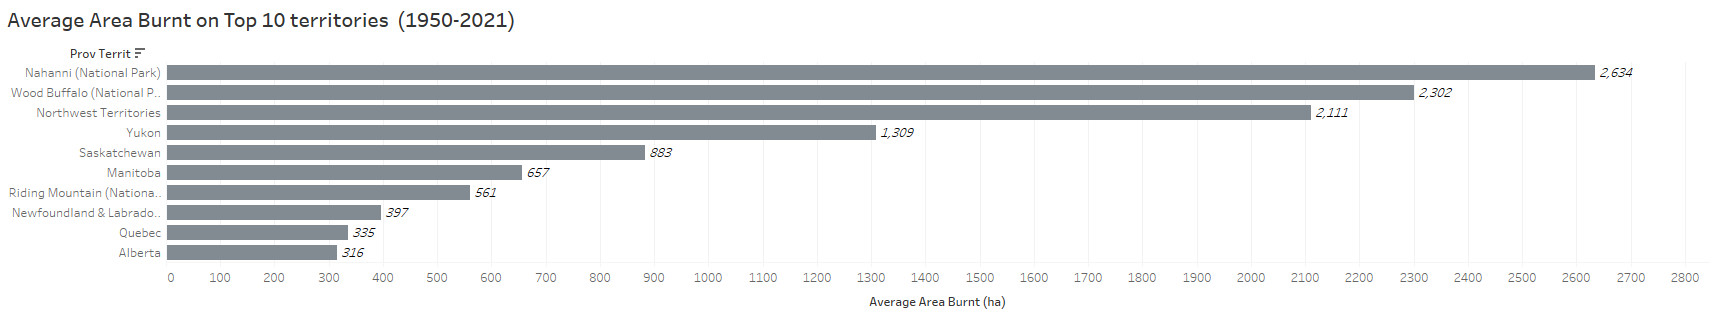 Average Area Burnt on Top 10 territories (1950-2021)
Prov Territ
Nahanni (National Park) 2,634
Wood Buffalo (National P.. 2,302
Northwest Territories 2,111
Yukon 1,309
Saskatchewan 883
Manitoba 657
Riding Mountain (Nationa.. 561
Newfoundland & Labrado.. 397
Quebec 335
Alberta 316
0 100 200 300 400 500 600 700 800 900 1000 1100 1200 1300 1400 1500 1600 1700 1800 1900 2000 2100 2200 2300 2400 2500 2600 2700 2800
Average Area Burnt (ha)